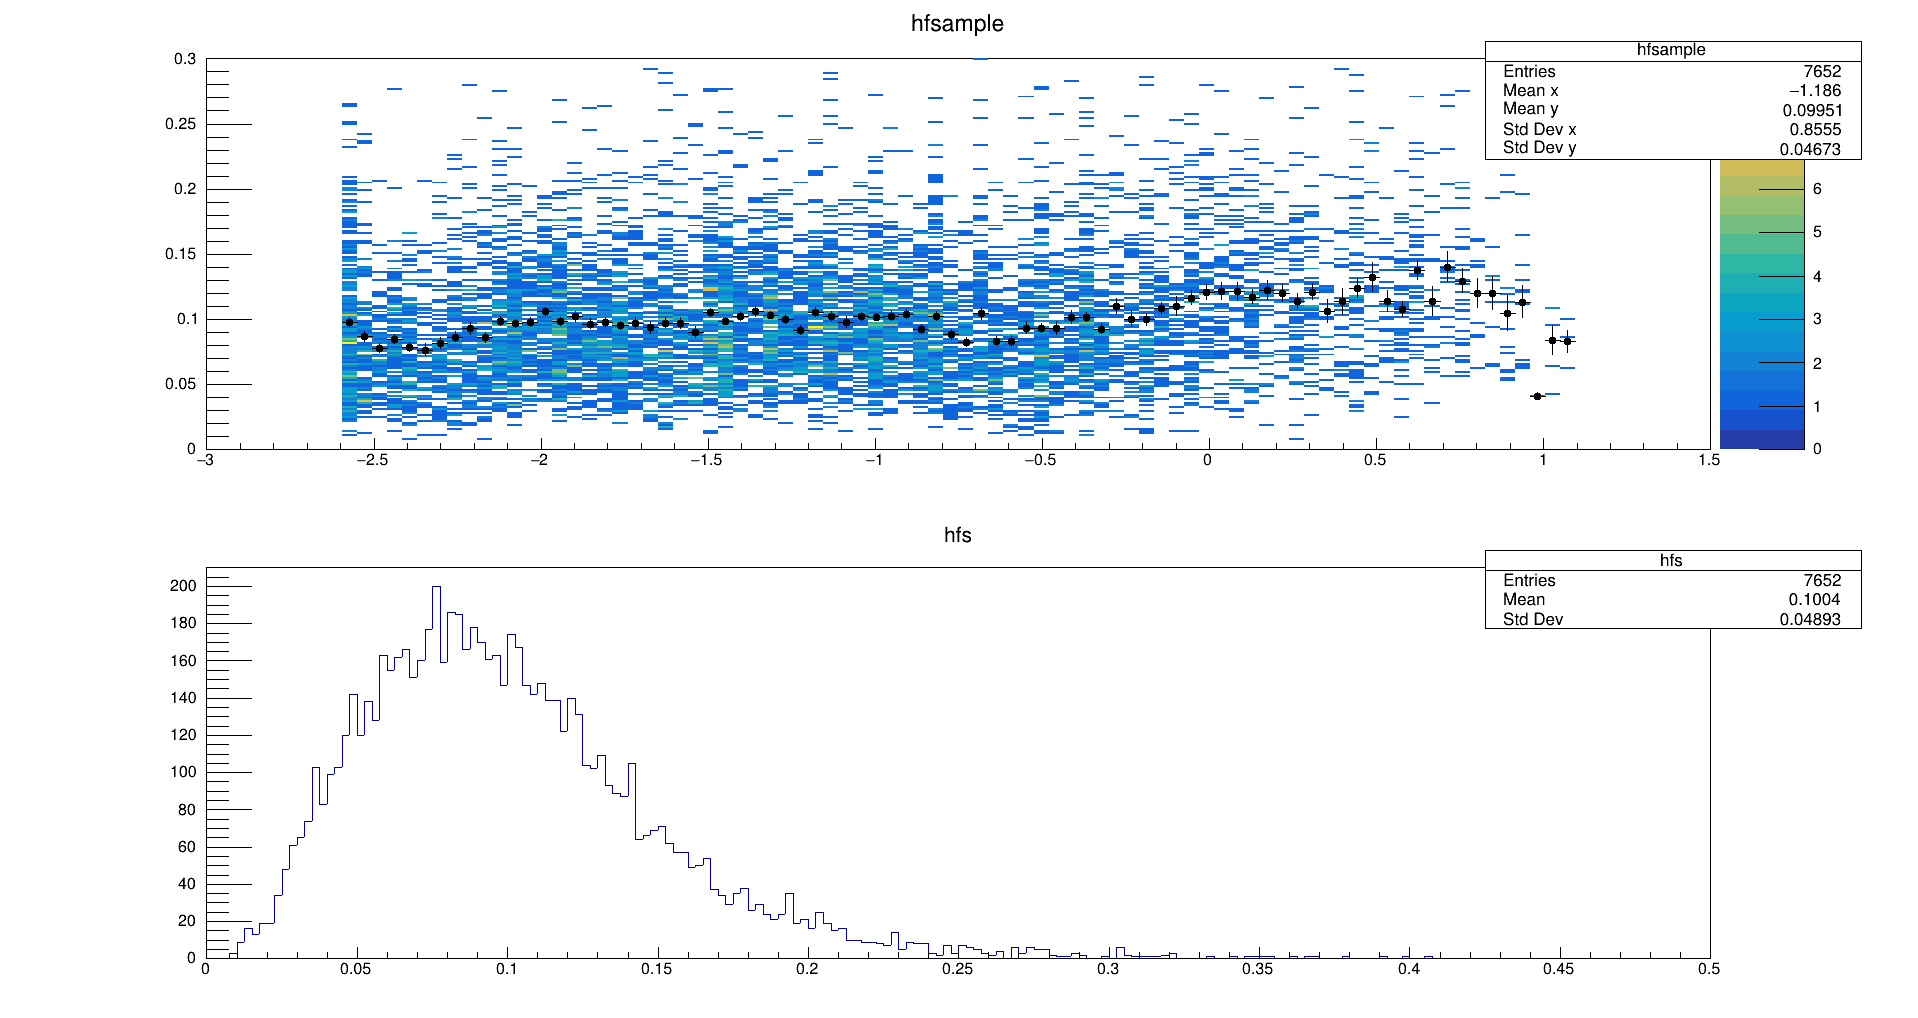 hfsample
hfsample
Entries 7652
Mean x −1.186
Mean y 0.09951
Std Dev x 0.8555
Std Dev y 0.04673
0.3
0.25
0.2
0.15
0.1
0.05
0
−3 −2.5 −2 −1.5 −1 −0.5 0 0.5 1 1.5
6
5
4
3
2
1
0
hfs
hfs
Entries 7652
Mean 0.1004
Std Dev 0.04893
200
180
160
140
120
100
80
60
40
20
0
0 0.05 0.1 0.15 0.2 0.25 0.3 0.35 0.4 0.45 0.5